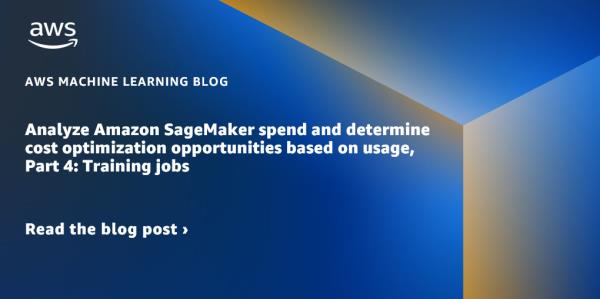 aws
AWS MACHINE LEARNING BLOG
Analyze Amazon SageMaker spend and determine
cost optimization opportunities based on usage,
Part 4: Training jobs
Read the blog post ›